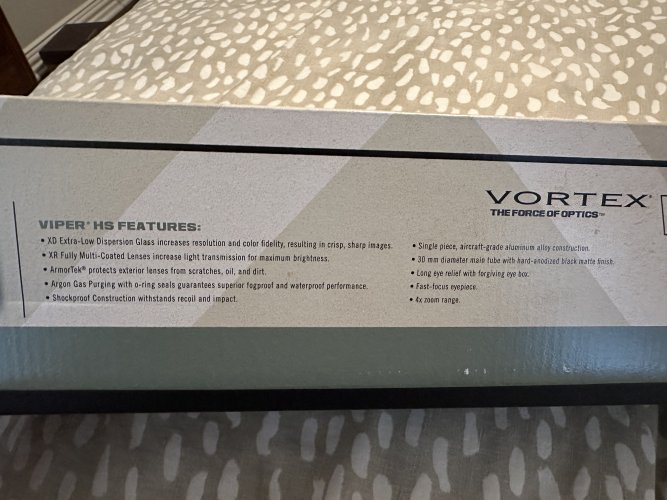 VORTEX®
THE FORCE OF OPTICS™
VIPER® HS FEATURES:
• XD Extra-Low Dispersion Glass increases resolution and color fidelity, resulting in crisp, sharp images.
• XR Fully Multi-Coated Lenses increase light transmission for maximum brightness.
• ArmorTek® protects exterior lenses from scratches, oil, and dirt.
• Argon Gas Purging with o-ring seals guarantees superior fogproof and waterproof performance.
• Shockproof Construction withstands recoil and impact.
• Single piece, aircraft-grade aluminum alloy construction.
• 30 mm diameter main tube with hard-anodized black matte finish.
• Long eye relief with forgiving eye box.
• Fast-focus eyepiece.
• 4x zoom range.